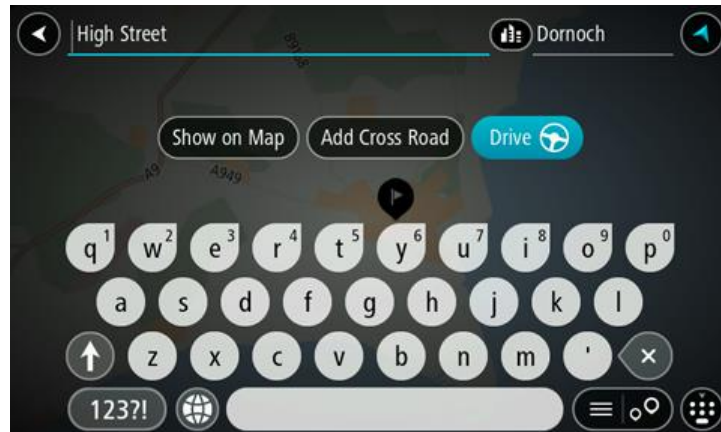 High Street Dornoch
B9168
Show on Map Add Cross Road Drive
A9 A949
q1 w2 e3 r4 t5 y6 u7 i8 o9 p0
a s d f g h j k l
z x c v b n m '
123?!